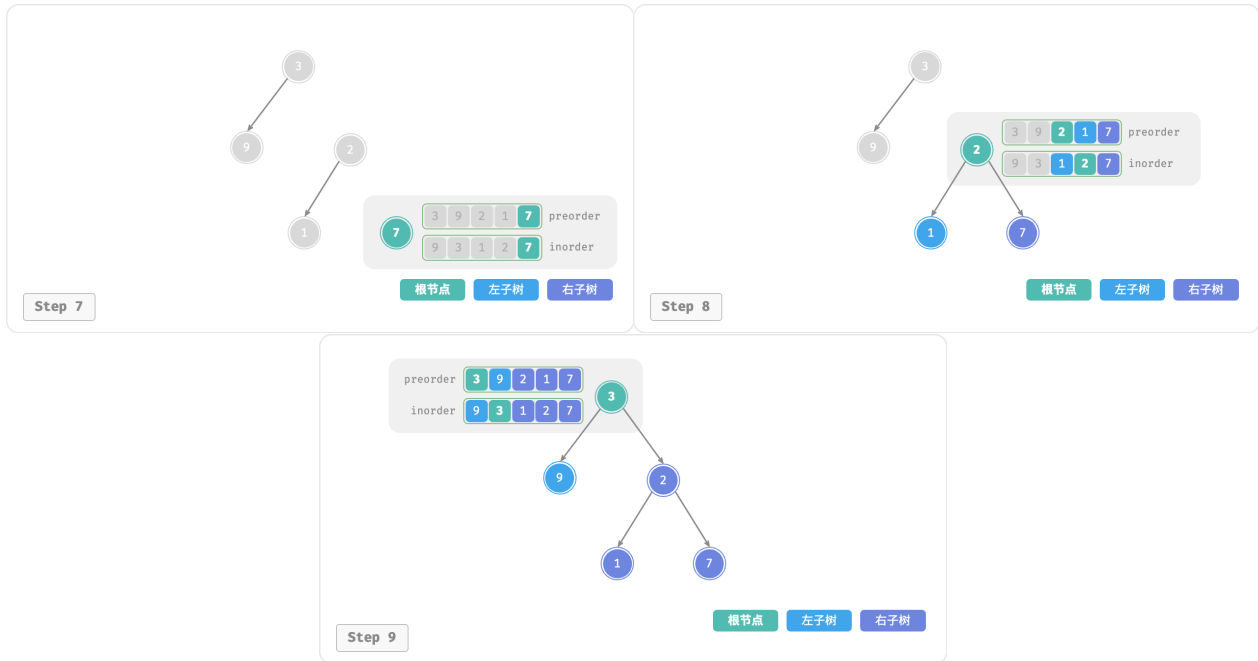 3
9
2
1
7
3 9 2 1 7 preorder
9 3 1 2 7 inorder
根节点 左子树 右子树
Step 7
3
9
2
3 9 2 1 7 preorder
9 3 1 2 7 inorder
1 7
根节点 左子树 右子树
Step 8
preorder 3 9 2 1 7
inorder 9 3 1 2 7
3
9 2
1 7
根节点 左子树 右子树
Step 9